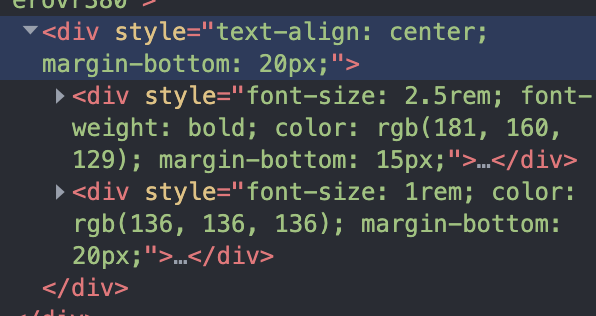 erovr380">
<div style="text-align: center;
margin-bottom: 20px;">
<div style="font-size: 2.5rem; font-
weight: bold; color: rgb(181, 160,
129); margin-bottom: 15px;">…</div>
<div style="font-size: 1rem; color:
rgb(136, 136, 136); margin-bottom:
20px;">…</div>
</div>
</div>